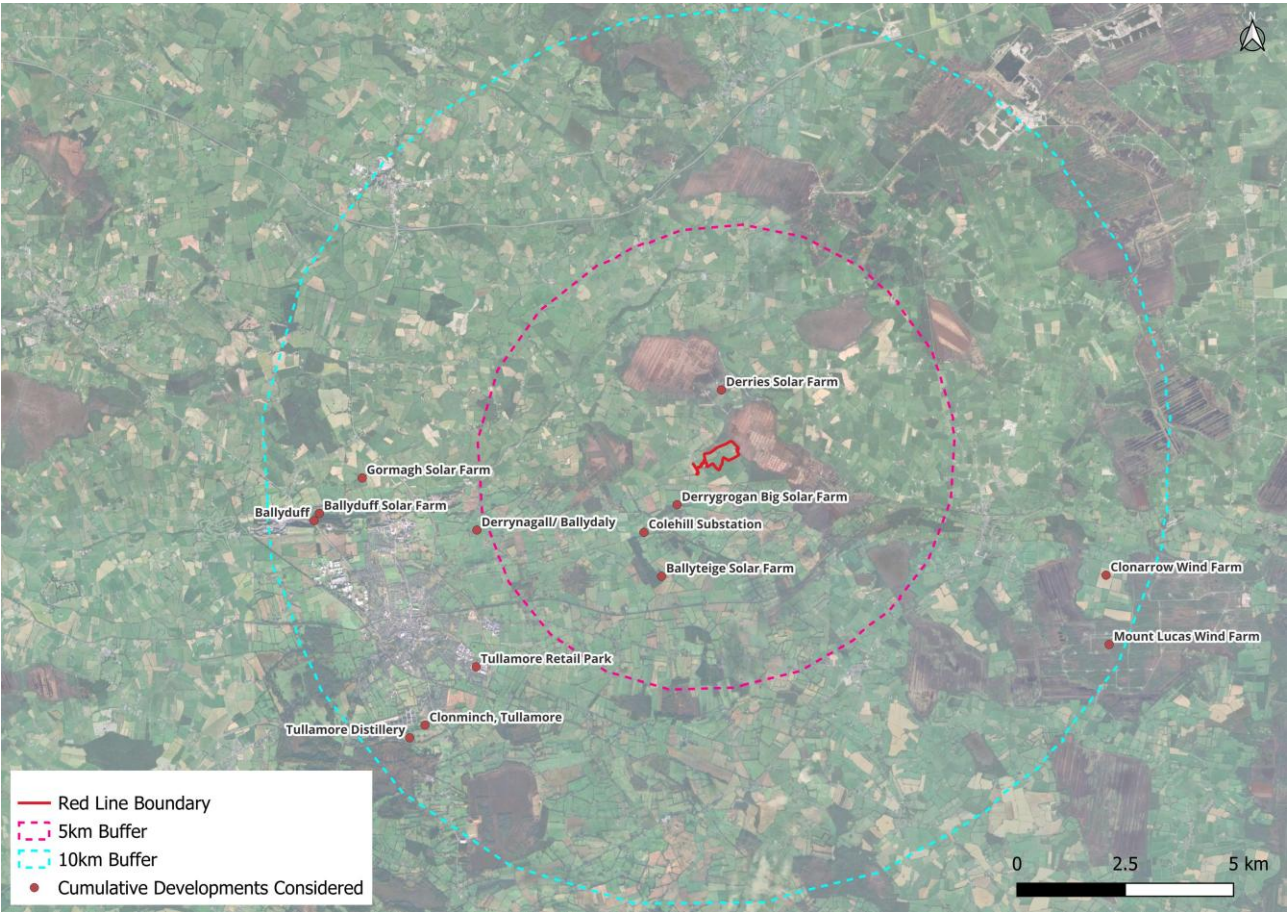 Derries Solar Farm
Gormagh Solar Farm
Derrygrogan Big Solar Farm
Ballyduff Solar Farm
Ballyduff
Derrynagall/ Ballydaly
Colehill Substation
Ballyteige Solar Farm
Clonarrow Wind Farm
Mount Lucas Wind Farm
Tullamore Retail Park
Clonminch, Tullamore
Tullamore Distillery
Red Line Boundary
5km Buffer
10km Buffer
Cumulative Developments Considered
0 2.5 5 km